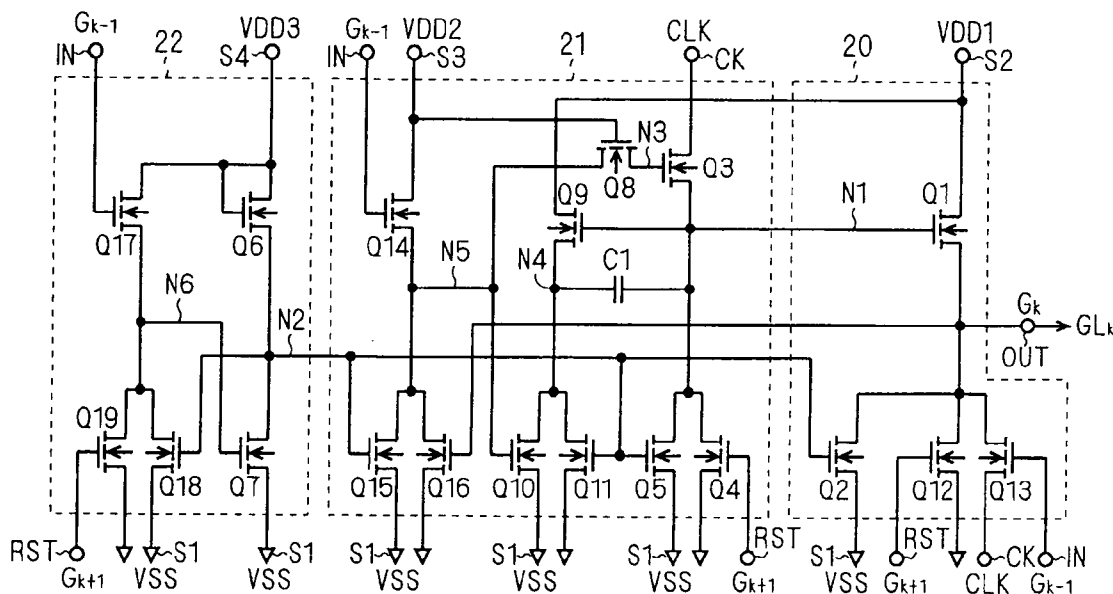 Gk-1 22 VDD3 Gk-1 VDD2 21 CLK 20 VDD1
IN S4 IN S3 CK S2
N3 Q3
Q8
Q9 N1 Q1
Q17 Q6 Q14
N5 N4 C1
N6 N2 Gk GLk
OUT
Q19
Q18 Q7 Q15 Q16 Q10 Q11 Q5 Q4 Q2 Q12 Q13
RST S1 S1 S1 S1 RST S1 RST CK IN
Gk+1 VSS VSS VSS VSS VSS Gk+1 VSS Gk+1 CLK Gk-1